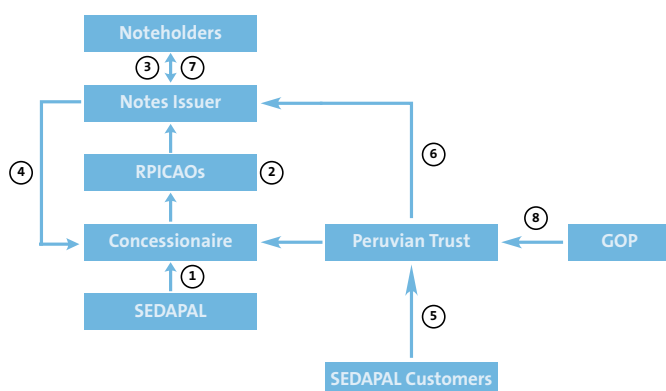 Noteholders
3 7
Notes Issuer
4
6
RPICAOs 2
8
Concessionaire Peruvian Trust GOP
1
SEDAPAL
5
SEDAPAL Customers